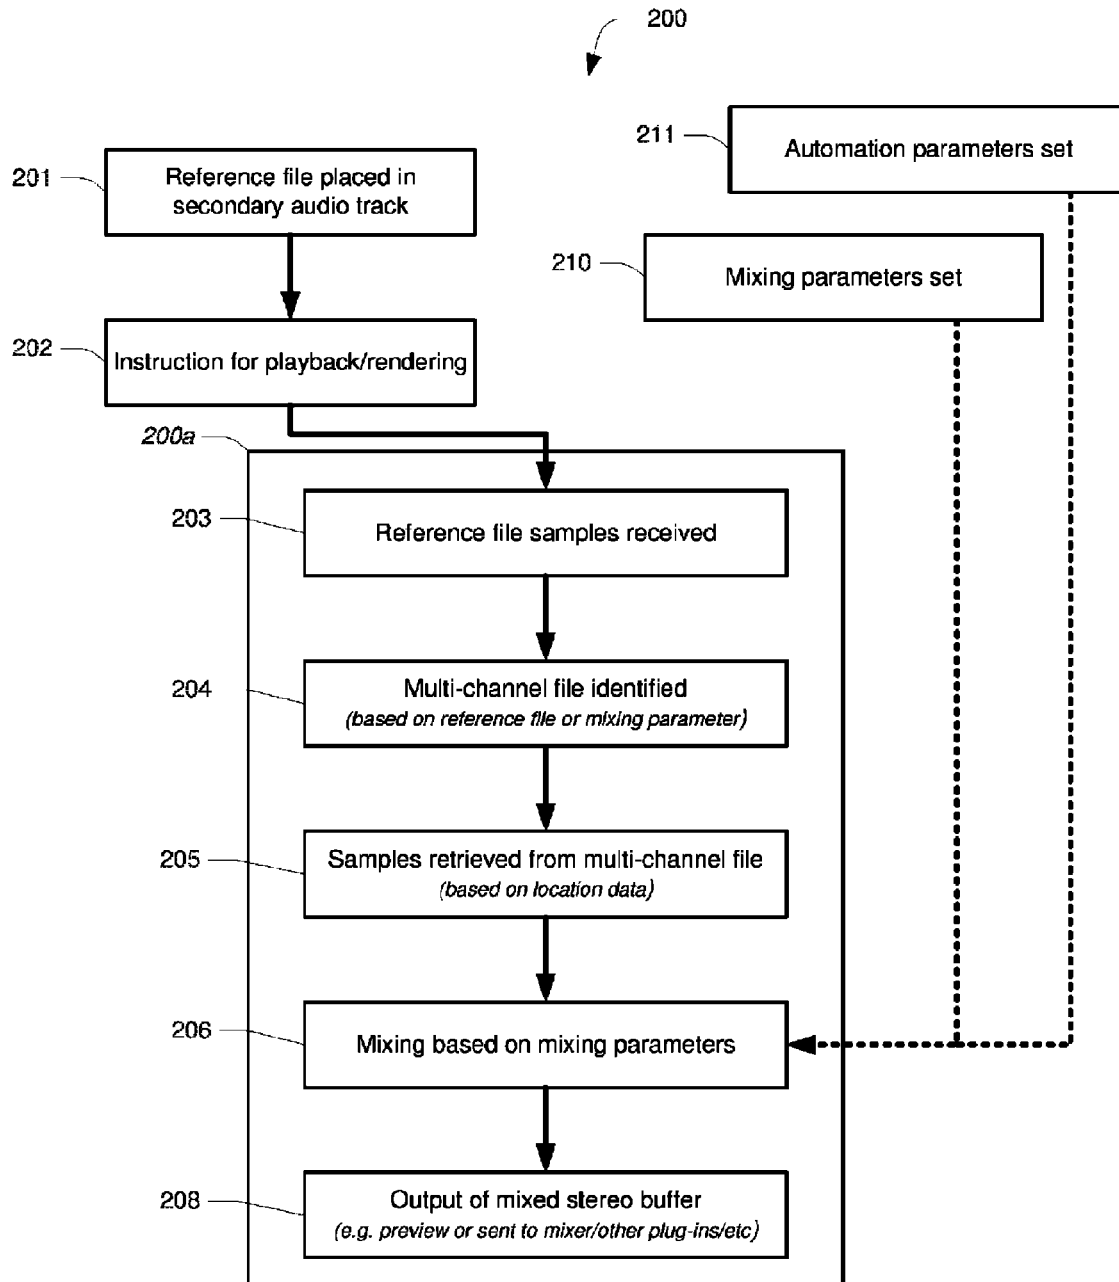 200
211
Automation parameters set
201
Reference file placed in
secondary audio track
210
Mixing parameters set
202
Instruction for playback/rendering
200a
203
Reference file samples received
204
Multi-channel file identified
(based on reference file or mixing parameter)
205
Samples retrieved from multi-channel file
(based on location data)
206
Mixing based on mixing parameters
208
Output of mixed stereo buffer
(e.g. preview or sent to mixer/other plug-ins/etc)